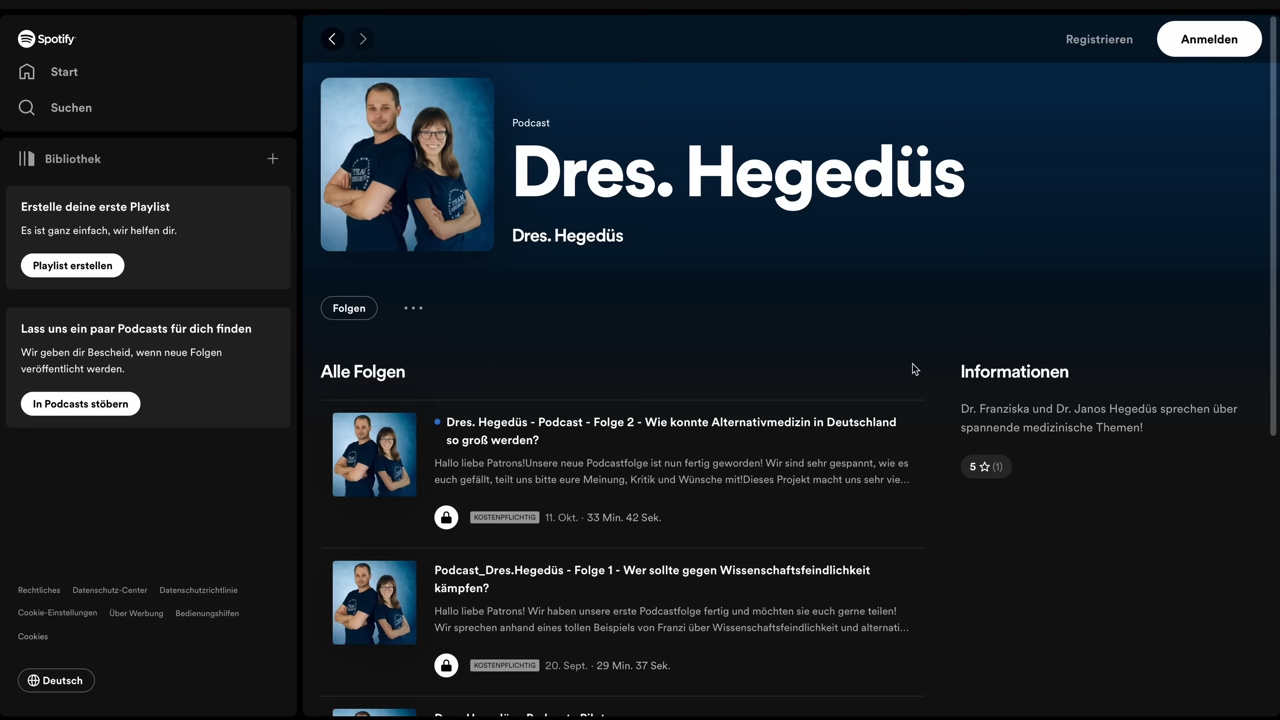 Spotify
Start
Suchen
Bibliothek
Erstelle deine erste Playlist
Es ist ganz einfach, wir helfen dir.
Playlist erstellen
Lass uns ein paar Podcasts für dich finden
Wir geben dir Bescheid, wenn neue Folgen
veröffentlicht werden.
In Podcasts stöbern
Rechtliches Datenschutz-Center Datenschutzrichtlinie
Cookie-Einstellungen Über Werbung Bedienungshilfen
Cookies
Deutsch
Registrieren
Anmelden
Podcast
Dres. Hegedüs
Dres. Hegedüs
Folgen
Alle Folgen
Dres. Hegedüs - Podcast - Folge 2 - Wie konnte Alternativmedizin in Deutschland
so groß werden?
Hallo liebe Patrons!Unsere neue Podcastfolge ist nun fertig geworden! Wir sind sehr gespannt, wie es
euch gefällt, teilt uns bitte eure Meinung, Kritik und Wünsche mit!Dieses Projekt macht uns sehr vie...
KOSTENPFLICHTIG 11. Okt. · 33 Min. 42 Sek.
Podcast_Dres.Hegedüs - Folge 1 - Wer sollte gegen Wissenschaftsfeindlichkeit
kämpfen?
Hallo liebe Patrons! Wir haben unsere erste Podcastfolge fertig und möchten sie euch gerne teilen!
Wir sprechen anhand eines tollen Beispiels von Franzi über Wissenschaftsfeindlichkeit und alternati...
KOSTENPFLICHTIG 20. Sept. · 29 Min. 37 Sek.
Informationen
Dr. Franziska und Dr. Janos Hegedüs sprechen über
spannende medizinische Themen!
5 (1)